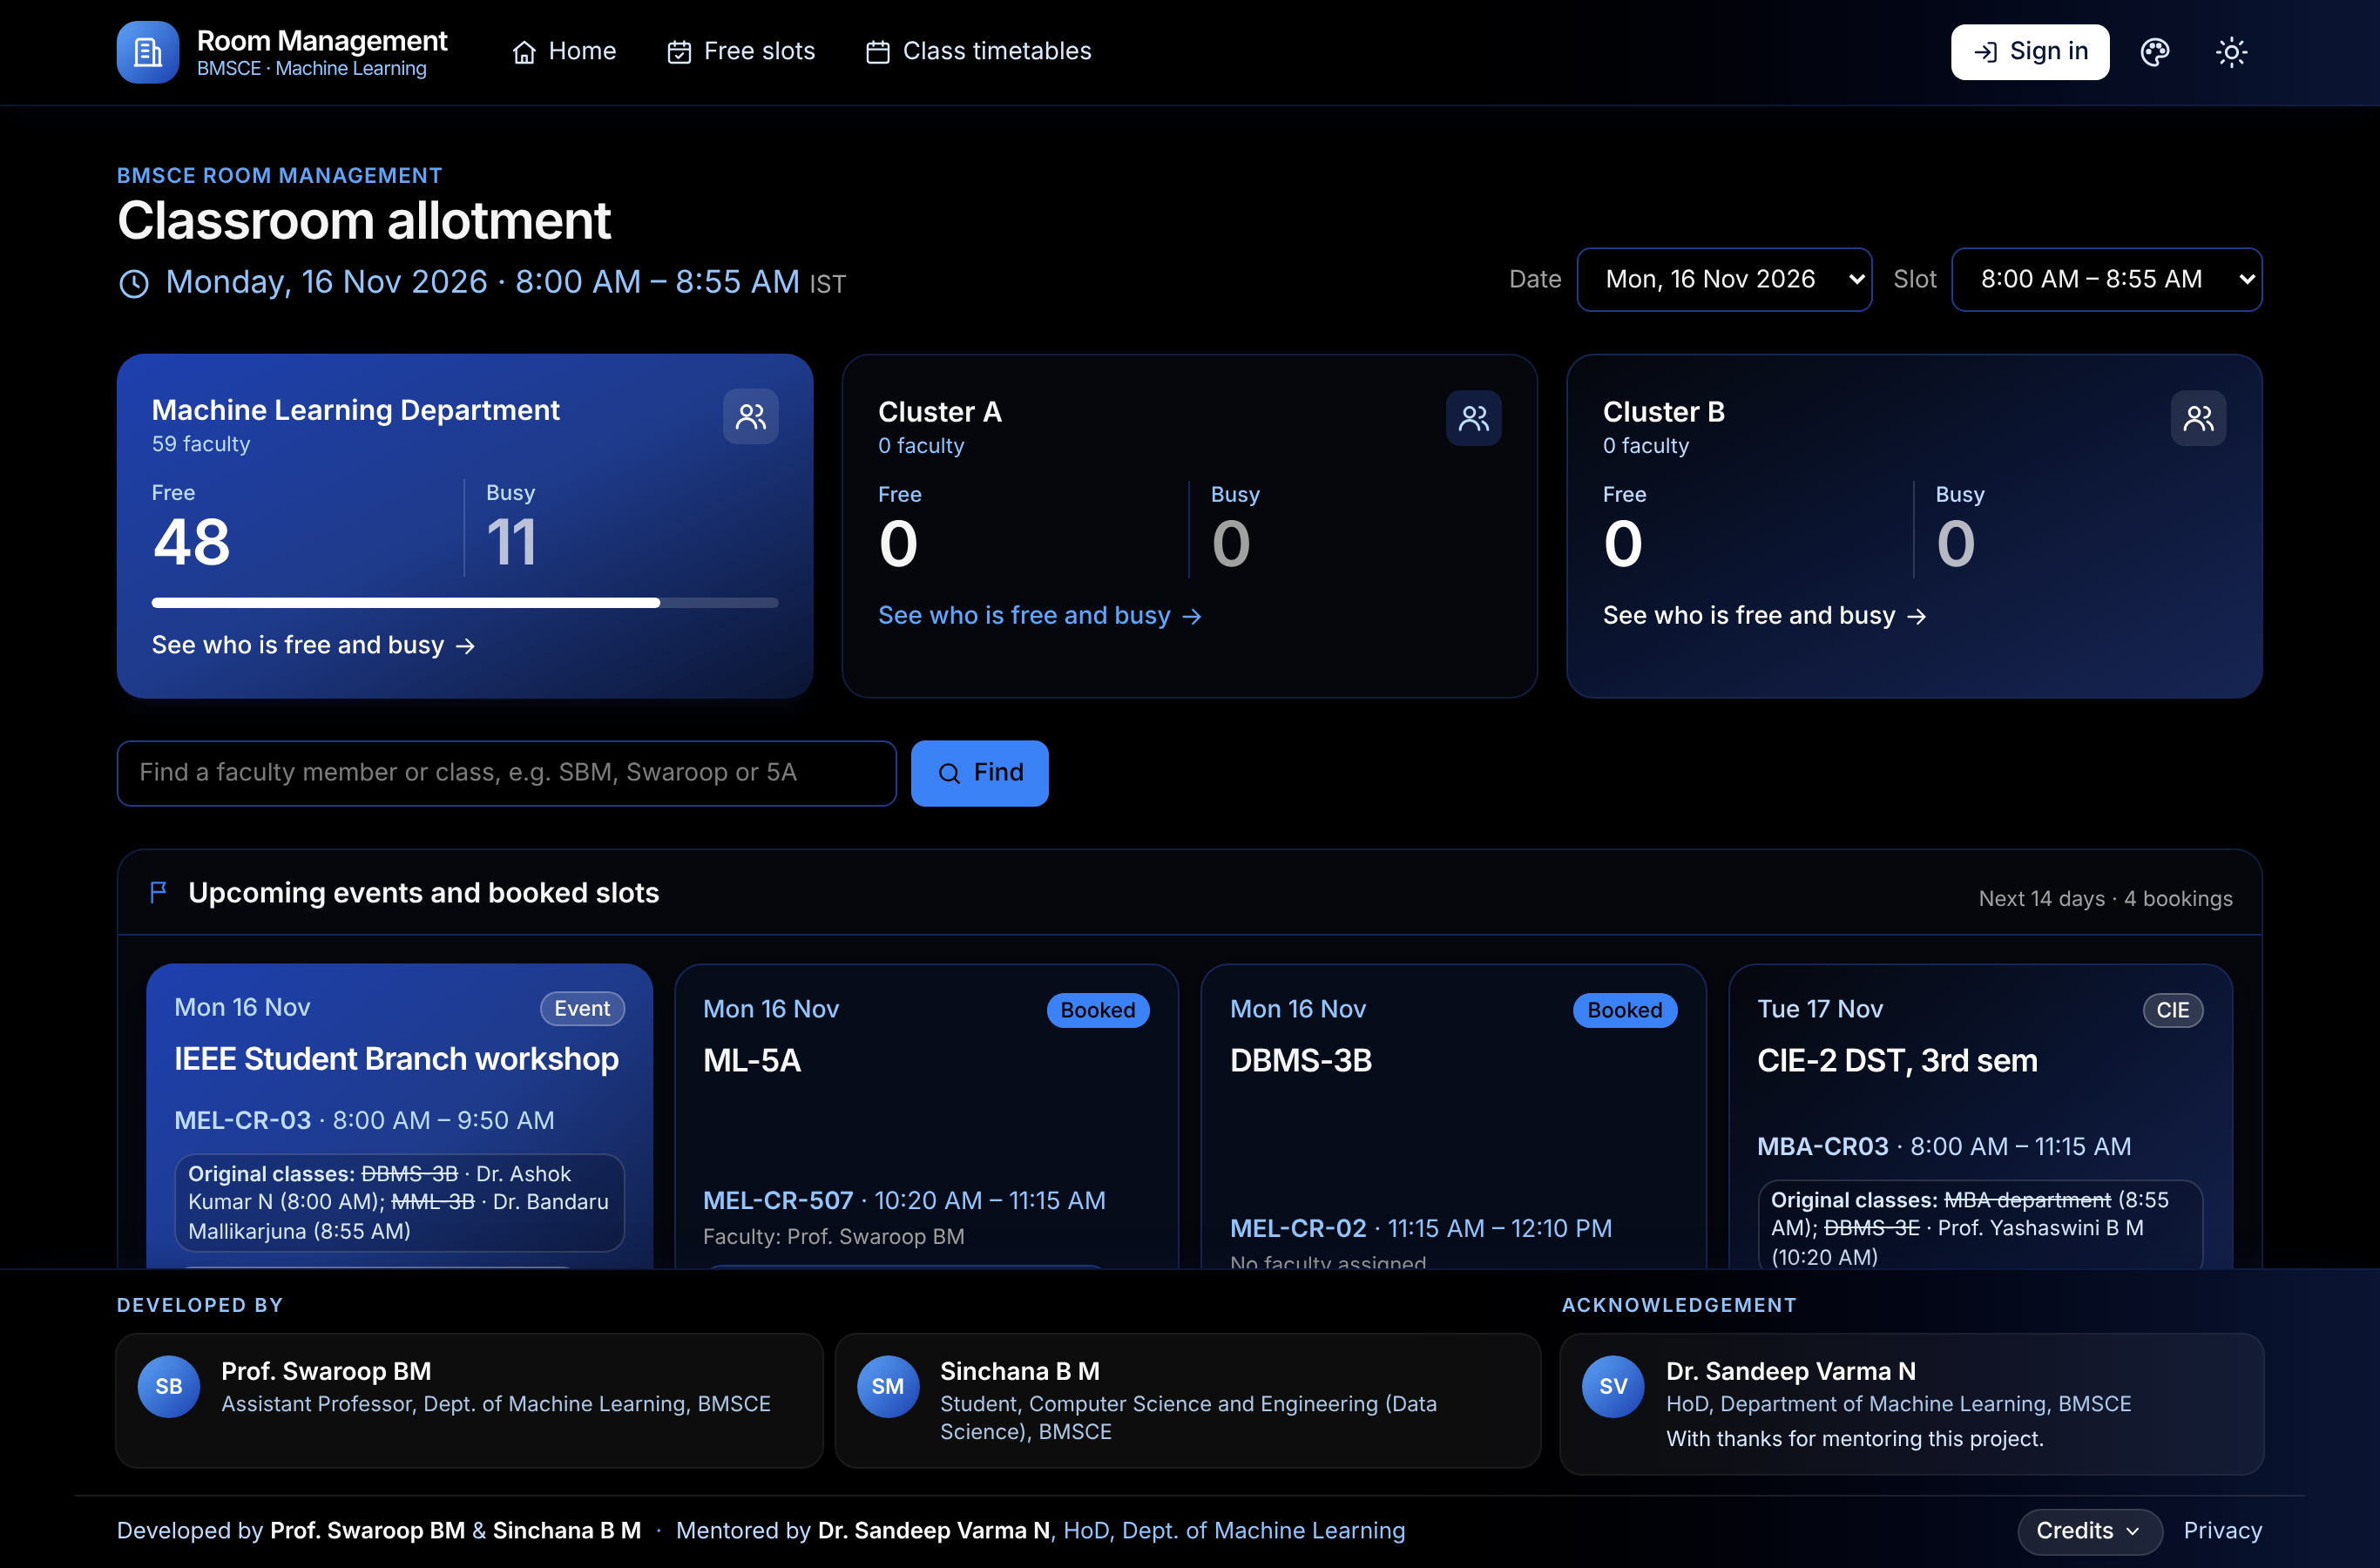 Room Management
BMSCE · Machine Learning
Home
Free slots
Class timetables
Sign in
BMSCE ROOM MANAGEMENT
Classroom allotment
Monday, 16 Nov 2026 · 8:00 AM – 8:55 AM IST
Date
Mon, 16 Nov 2026
Slot
8:00 AM – 8:55 AM
Machine Learning Department
59 faculty
Free
48
Busy
11
See who is free and busy →
Cluster A
0 faculty
Free
0
Busy
0
See who is free and busy →
Cluster B
0 faculty
Free
0
Busy
0
See who is free and busy →
Find a faculty member or class, e.g. SBM, Swaroop or 5A
Find
Upcoming events and booked slots
Next 14 days · 4 bookings
Mon 16 Nov
Event
IEEE Student Branch workshop
MEL-CR-03 · 8:00 AM – 9:50 AM
Original classes: DBMS-3B · Dr. Ashok
Kumar N (8:00 AM); MML-3B · Dr. Bandaru
Mallikarjuna (8:55 AM)
Mon 16 Nov
Booked
ML-5A
MEL-CR-507 · 10:20 AM – 11:15 AM
Faculty: Prof. Swaroop BM
Mon 16 Nov
Booked
DBMS-3B
MEL-CR-02 · 11:15 AM – 12:10 PM
No faculty assigned
Tue 17 Nov
CIE
CIE-2 DST, 3rd sem
MBA-CR03 · 8:00 AM – 11:15 AM
Original classes: MBA department (8:55
AM); DBMS-3E · Prof. Yashaswini B M
(10:20 AM)
DEVELOPED BY
SB
Prof. Swaroop BM
Assistant Professor, Dept. of Machine Learning, BMSCE
SM
Sinchana B M
Student, Computer Science and Engineering (Data
Science), BMSCE
ACKNOWLEDGEMENT
SV
Dr. Sandeep Varma N
HoD, Department of Machine Learning, BMSCE
With thanks for mentoring this project.
Developed by Prof. Swaroop BM & Sinchana B M · Mentored by Dr. Sandeep Varma N, HoD, Dept. of Machine Learning
Credits
Privacy